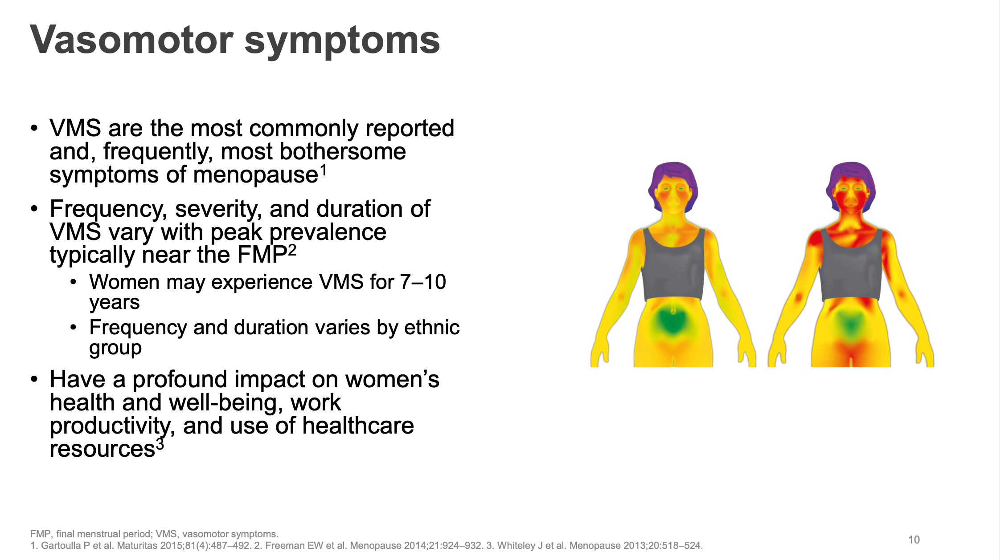 Vasomotor symptoms
• VMS are the most commonly reported
and, frequently, most bothersome
symptoms of menopause¹
• Frequency, severity, and duration of
VMS vary with peak prevalence
typically near the FMP²
• Women may experience VMS for 7–10
years
• Frequency and duration varies by ethnic
group
• Have a profound impact on women’s
health and well-being, work
productivity, and use of healthcare
resources³
FMP, final menstrual period; VMS, vasomotor symptoms.
1. Gartoulla P et al. Maturitas 2015;81(4):487–492. 2. Freeman EW et al. Menopause 2014;21:924–932. 3. Whiteley J et al. Menopause 2013;20:518–524.
10